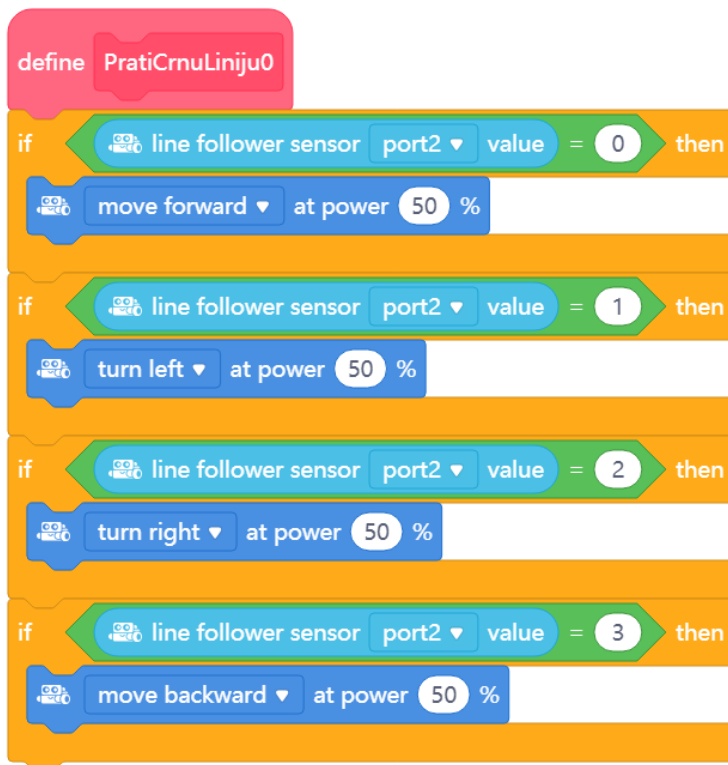 define PratiCrnuLiniju0
if line follower sensor port2 value = 0 then
move forward at power 50 %
if line follower sensor port2 value = 1 then
turn left at power 50 %
if line follower sensor port2 value = 2 then
turn right at power 50 %
if line follower sensor port2 value = 3 then
move backward at power 50 %